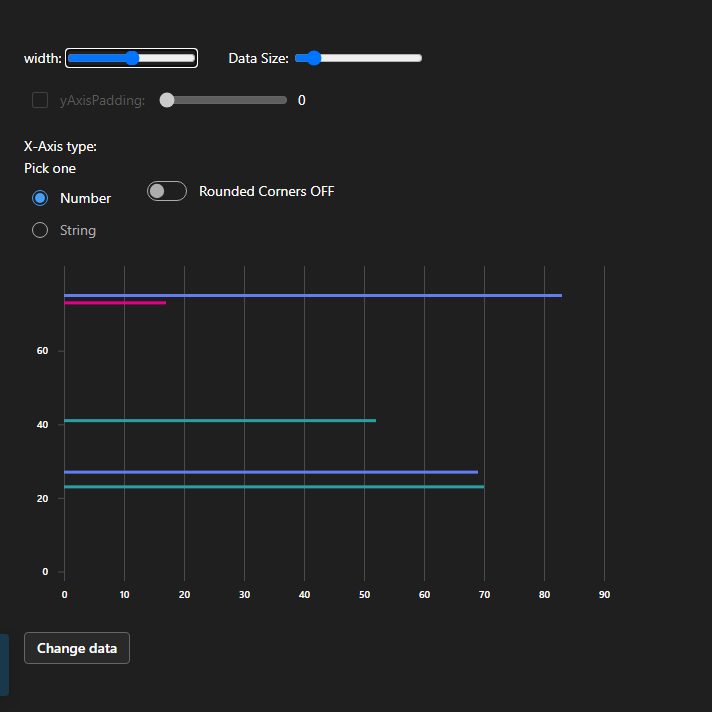 width: Data Size:
yAxisPadding: 0
X-Axis type:
Pick one
Number Rounded Corners OFF
String
60
40
20
0
0 10 20 30 40 50 60 70 80 90
Change data